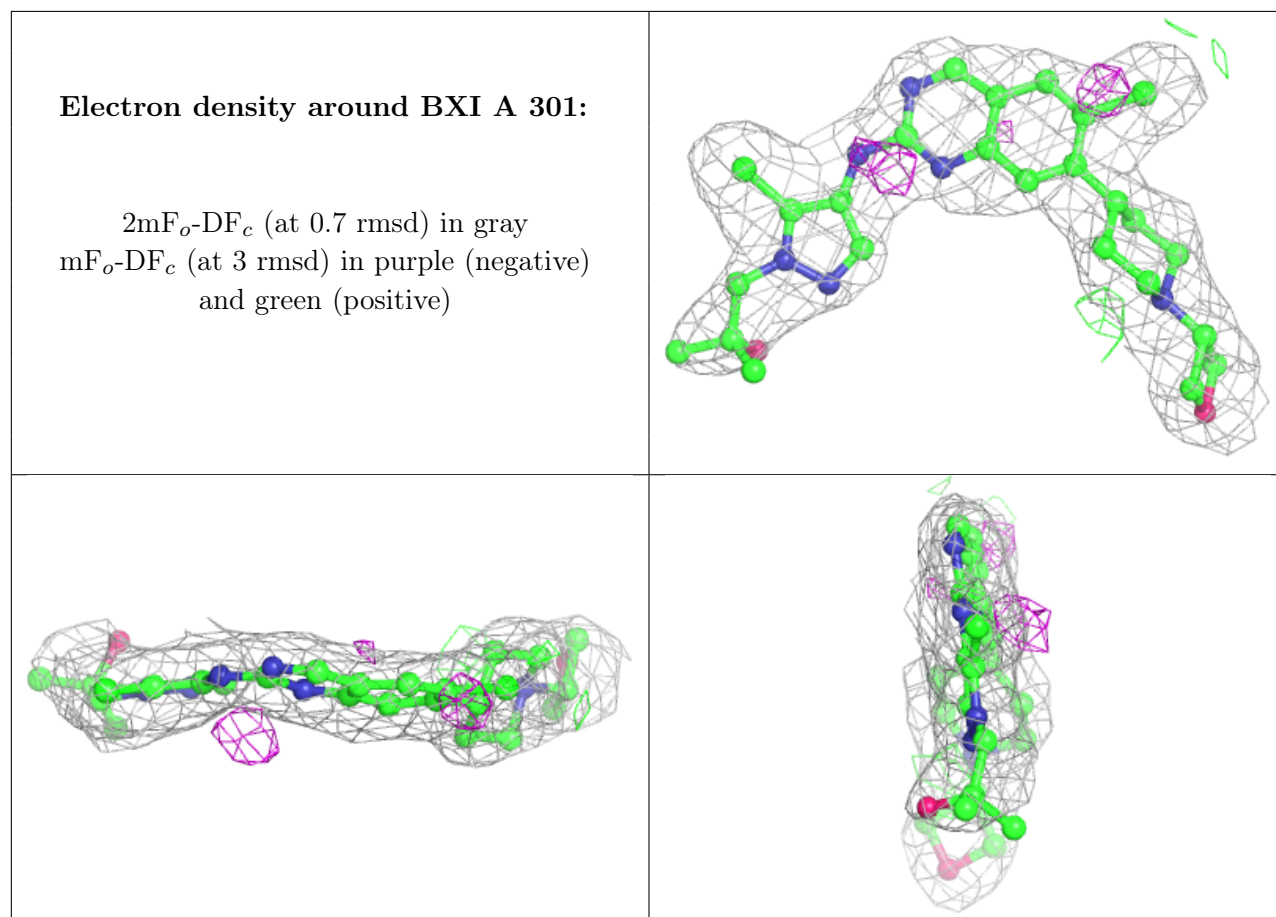 Electron density around BXI A 301:
2mFo-DFc (at 0.7 rmsd) in gray
mFo-DFc (at 3 rmsd) in purple (negative)
and green (positive)